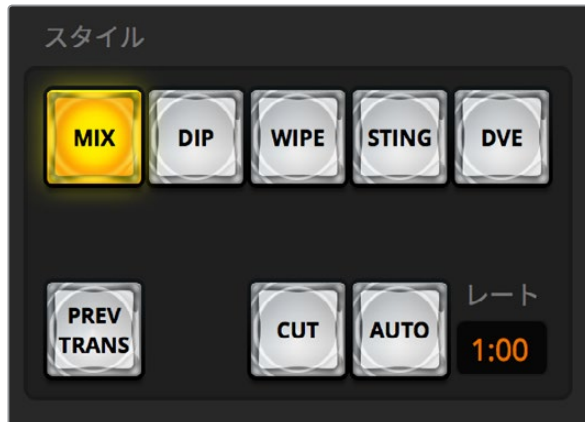 スタイル
MIX DIP WIPE STING DVE
レート
PREV
TRANS
CUT AUTO
1:00